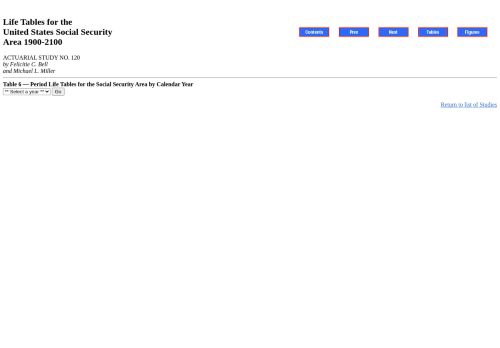 Life Tables for the
United States Social Security
Area 1900-2100
Contents Prev Next Tables Figures
ACTUARIAL STUDY NO. 120
by Felicitie C. Bell
and Michael L. Miller
Table 6 — Period Life Tables for the Social Security Area by Calendar Year
** Select a year ** Go
Return to list of Studies